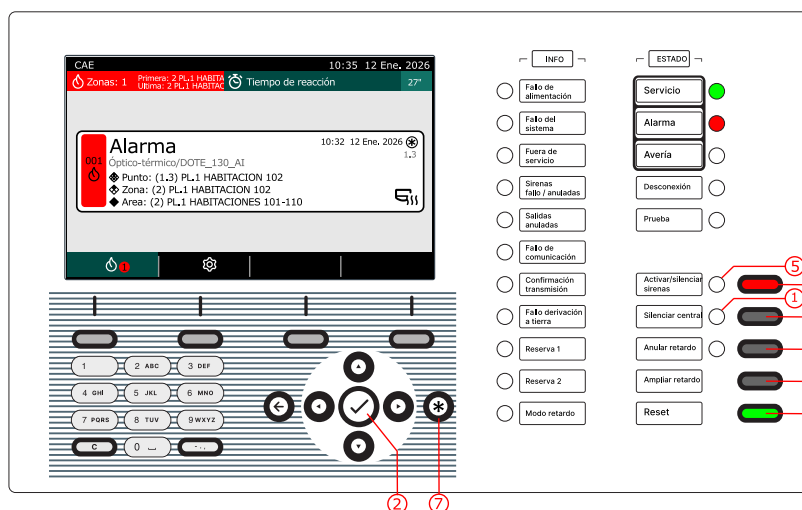 CAE
10:35 12 Ene. 2026
Zonas: 1
Primera: 2 PL.1 HABITA
Ultima: 2 PL.1 HABITAC
Tiempo de reacción
27"
001
Alarma
10:32 12 Ene. 2026
1.3
Óptico-térmico/DOTE_130_AI
Punto: (1.3) PL.1 HABITACION 102
Zona: (2) PL.1 HABITACION 102
Area: (2) PL.1 HABITACIONES 101-110
1
1
2 ABC
3 DEF
4 GHI
5 JKL
6 MNO
7 PQRS
8 TUV
9 WXYZ
C
0
- . ,
2
7
INFO
Fallo de
alimentación
Fallo del
sistema
Fuera de
servicio
Sirenas
fallo / anuladas
Salidas
anuladas
Fallo de
comunicación
Confirmación
transmisión
Fallo derivación
a tierra
Reserva 1
Reserva 2
Modo retardo
ESTADO
Servicio
Alarma
Avería
Desconexión
Prueba
5
Activar/silenciar
sirenas
1
Silenciar central
Anular retardo
Ampliar retardo
Reset